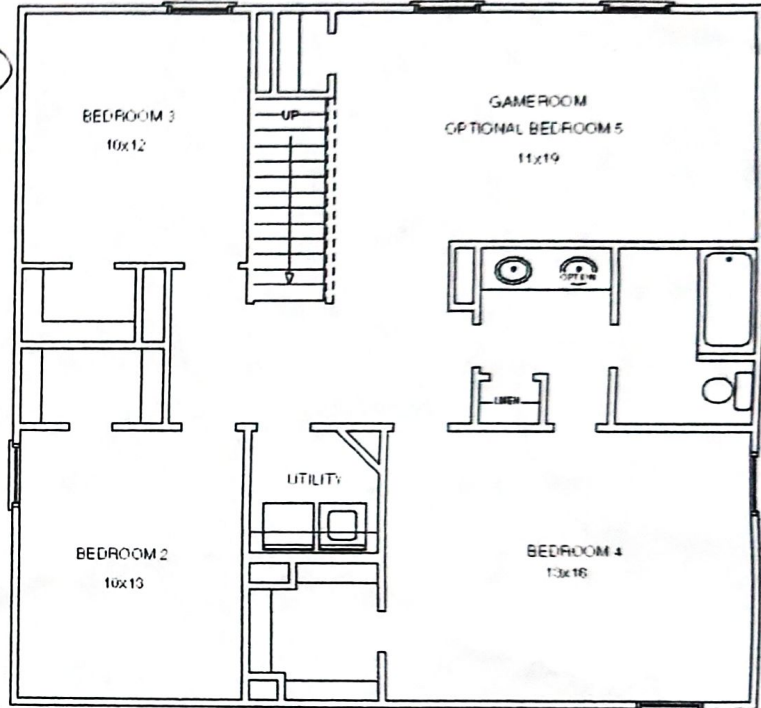 BEDROOM 3
10x12
UP
GAMEROOM
OPTIONAL BEDROOM 5
11x19
LINEN
UTILITY
BEDROOM 2
10x13
BEDROOM 4
13x16